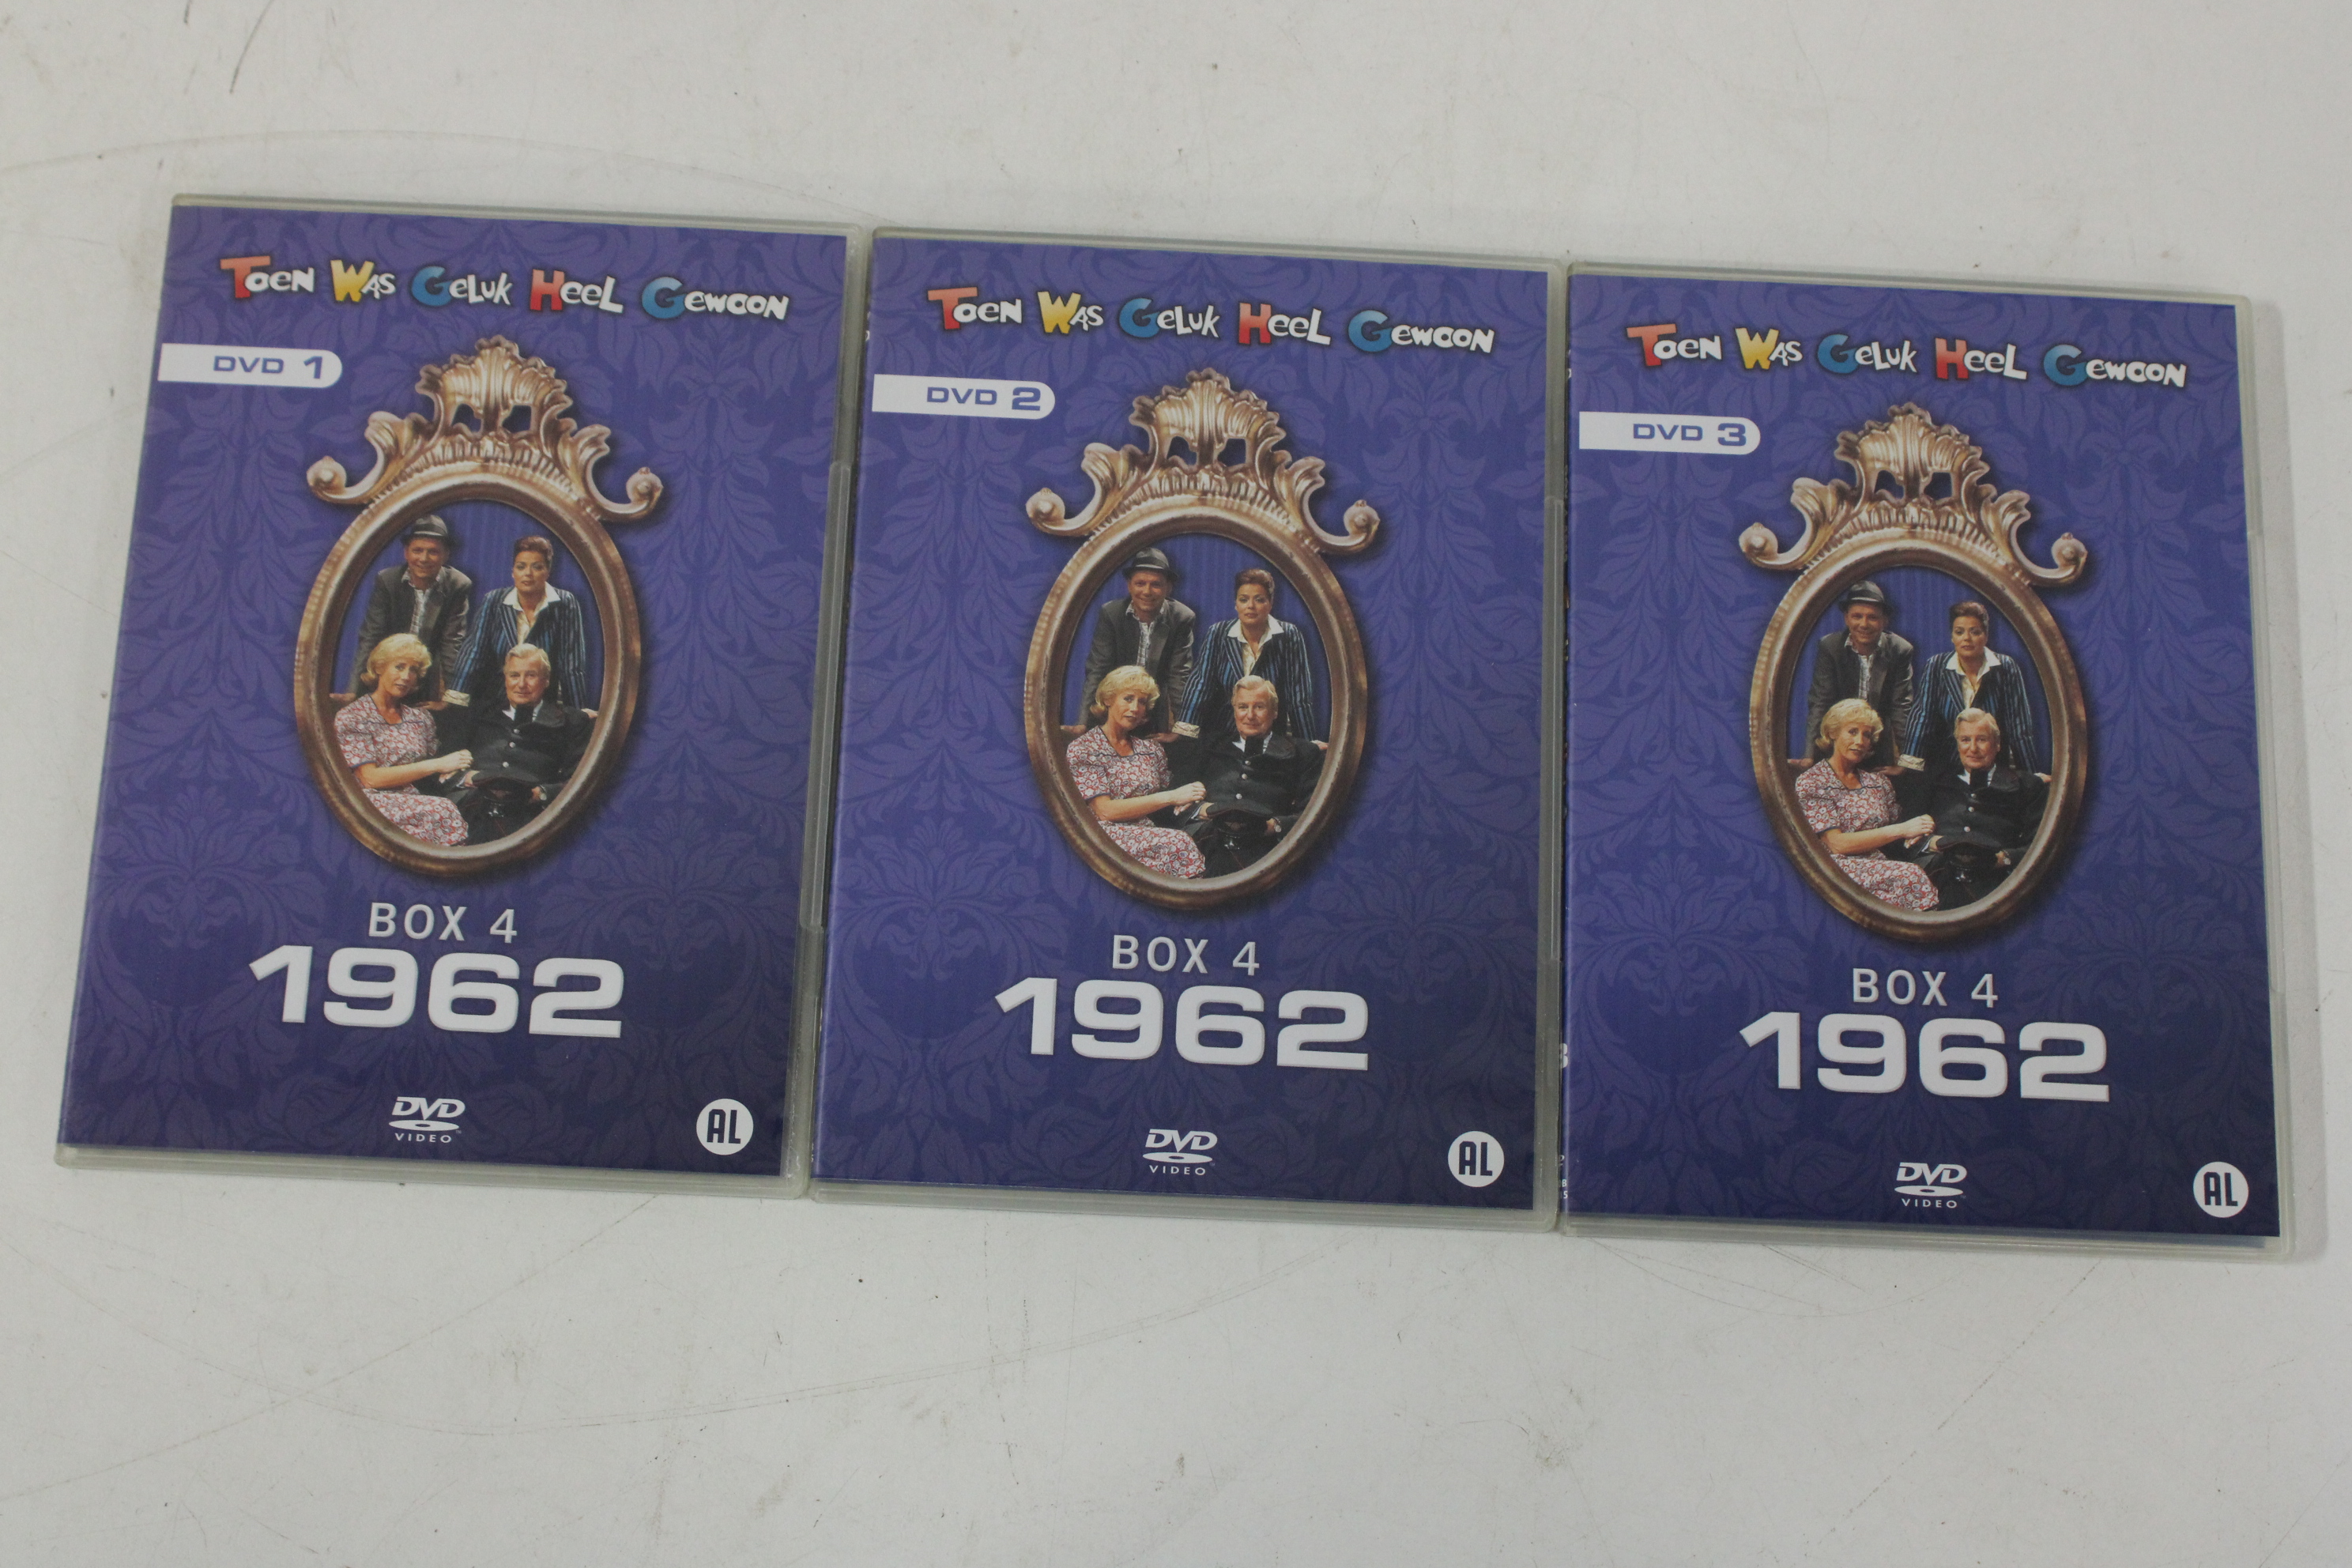 Toen Was Geluk Heel Gewoon
DVD 1
BOX 4
1962
DVD
VIDEO
AL
Toen Was Geluk Heel Gewoon
DVD 2
BOX 4
1962
DVD
VIDEO
AL
Toen Was Geluk Heel Gewoon
DVD 3
BOX 4
1962
DVD
VIDEO
AL